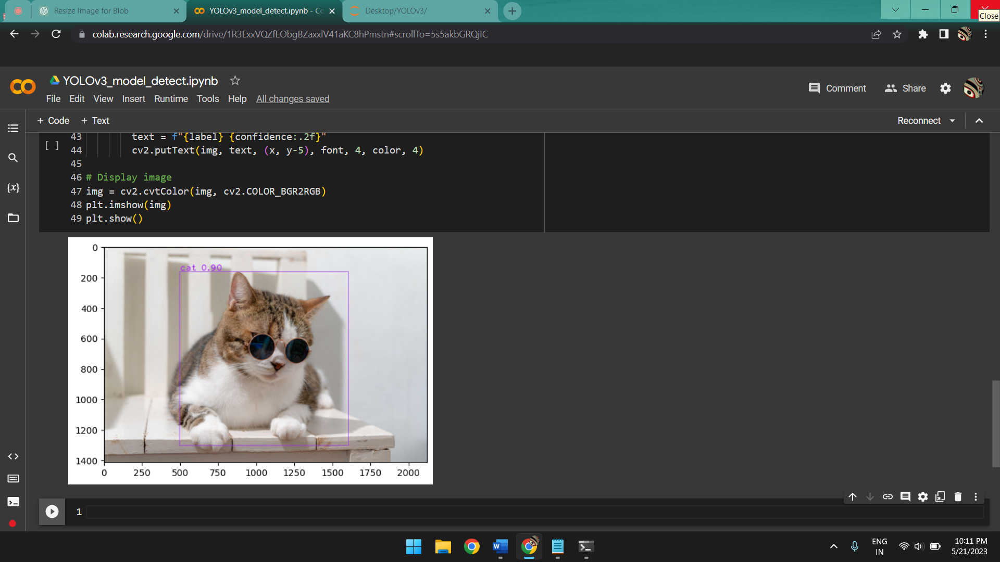 Resize Image for Blob
YOLOv3_model_detect.ipynb - Co
Desktop/YOLOv3/
Close
colab.research.google.com/drive/1R3ExxVQZfEObgBZaxxlV41aKC8hPmstn#scrollTo=5s5akbGRQjIC
YOLOv3_model_detect.ipynb
File Edit View Insert Runtime Tools Help All changes saved
Comment
Share
+ Code + Text
Reconnect
{x}
[ ]
43 text = f"{label} {confidence:.2f}"
44 cv2.putText(img, text, (x, y-5), font, 4, color, 4)
45
46 # Display image
47 img = cv2.cvtColor(img, cv2.COLOR_BGR2RGB)
48 plt.imshow(img)
49 plt.show()
cat 0.90
0
200
400
600
800
1000
1200
1400
0 250 500 750 1000 1250 1500 1750 2000
1
W
ENG
IN
10:11 PM
5/21/2023